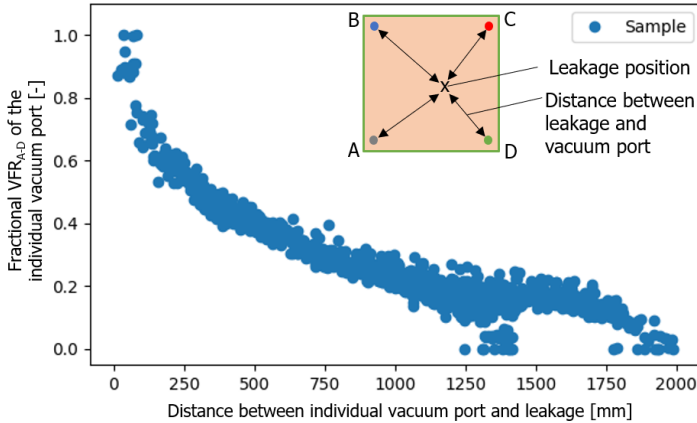 B
C
Sample
1.0
0.8
0.6
0.4
0.2
0.0
Fractional VFR_A-D of the
individual vacuum port [-]
x
Leakage position
Distance between
leakage and
vacuum port
A
D
0
250
500
750
1000
1250
1500
1750
2000
Distance between individual vacuum port and leakage [mm]